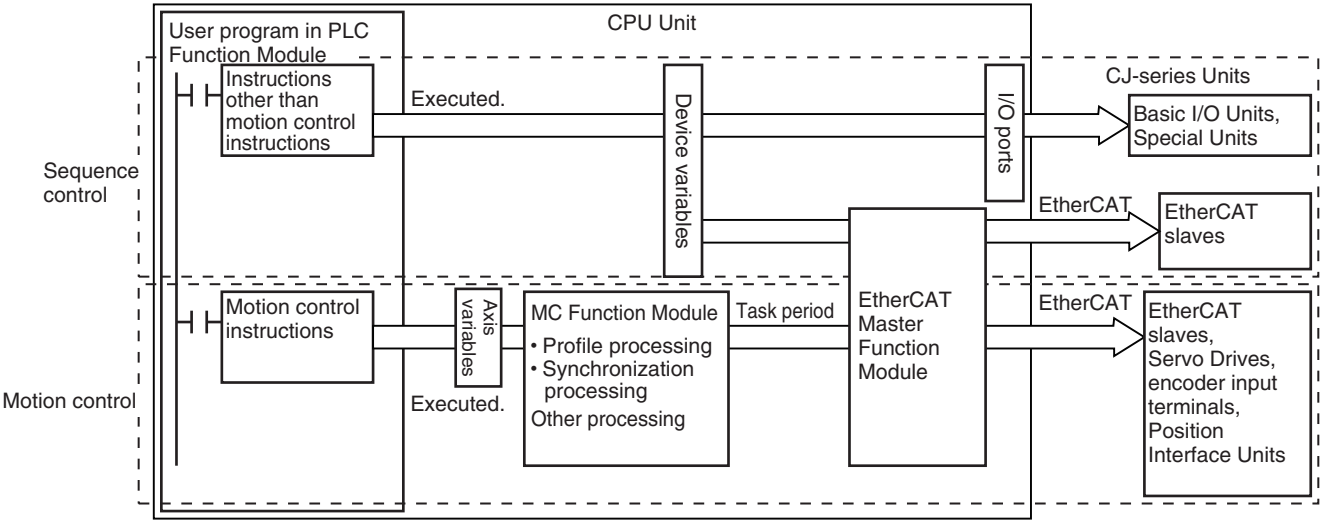 CPU Unit
User program in PLC
Function Module
Instructions
other than
motion control
instructions
Executed.
Device variables
I/O ports
CJ-series Units
Basic I/O Units,
Special Units
Sequence
control
EtherCAT
EtherCAT
slaves
Motion control
instructions
Executed.
Axis
variables
MC Function Module
• Profile processing
• Synchronization
processing
Other processing
Task period
EtherCAT
Master
Function
Module
EtherCAT
EtherCAT
slaves,
Servo Drives,
encoder input
terminals,
Position
Interface Units
Motion control